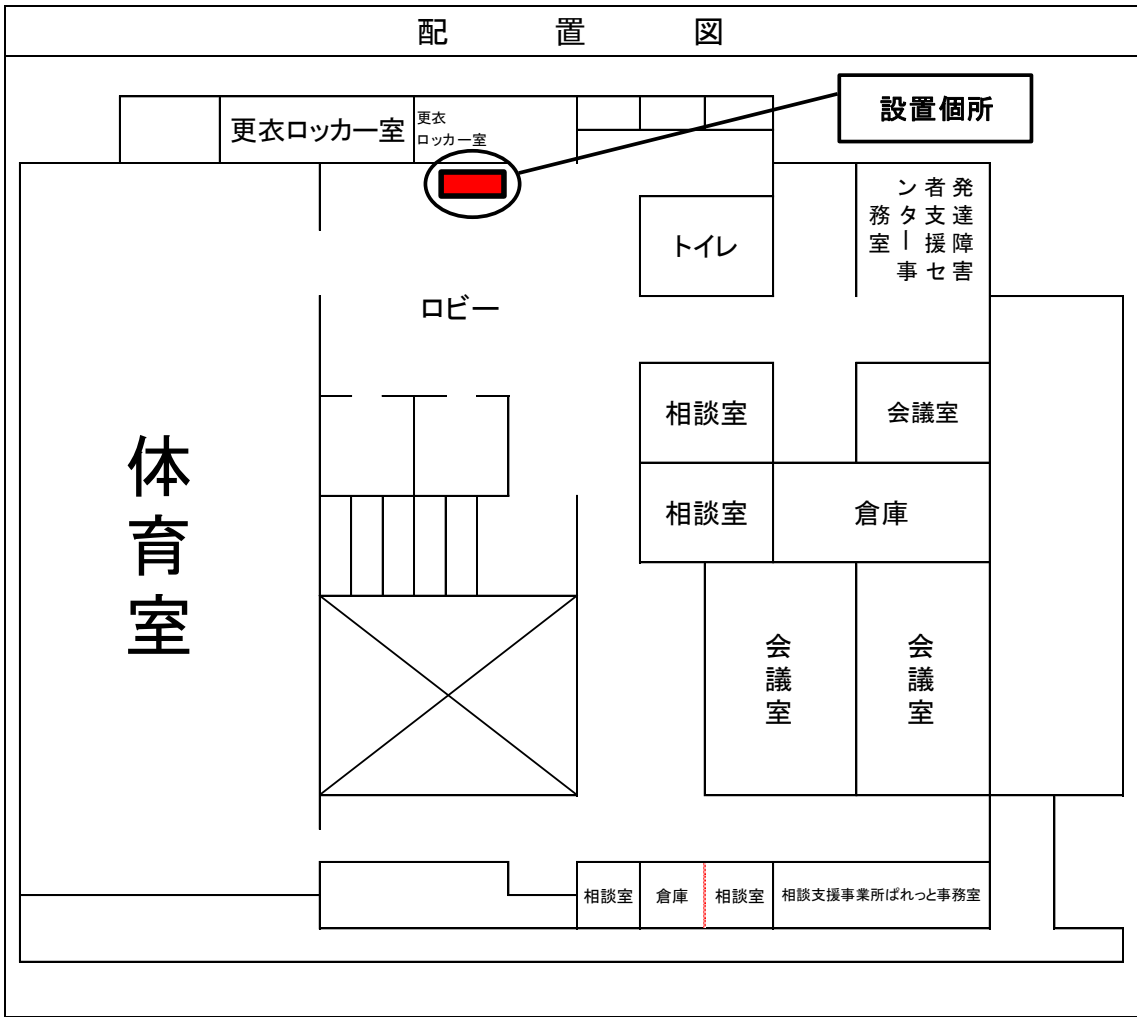 配置図
設置個所
更衣ロッカー室
更衣
ロッカー室
発達障害
者支援セ
ンター事
務室
トイレ
ロビー
相談室
会議室
相談室
倉庫
体育室
会議室
会議室
相談室
倉庫
相談室
相談支援事業所ぱれっと事務室